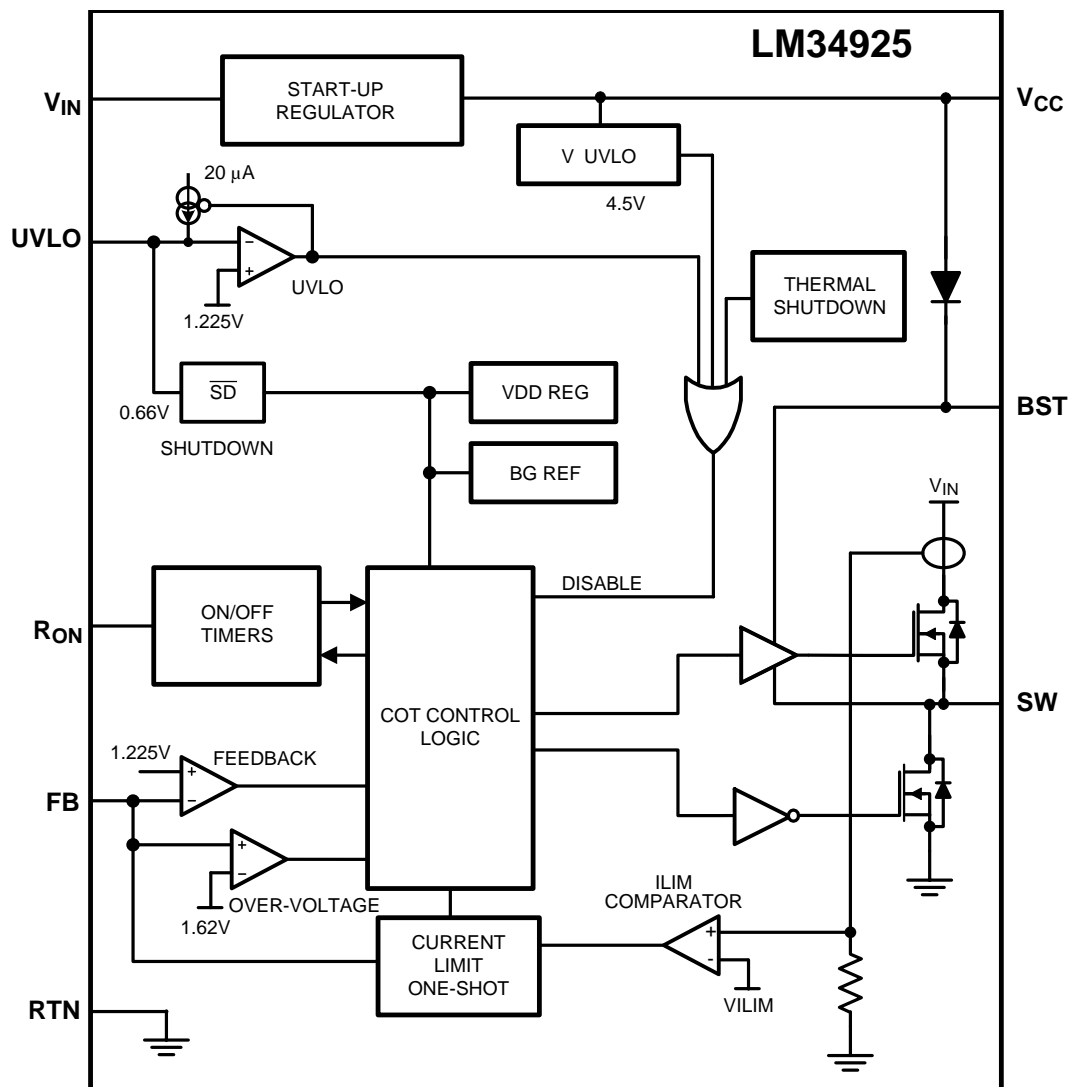 LM34925
VIN
START-UP
REGULATOR
VCC
V UVLO
4.5V
20 μA
UVLO
-
+
UVLO
1.225V
THERMAL
SHUTDOWN
SD
0.66V
SHUTDOWN
VDD REG
BST
BG REF
VIN
ON/OFF
TIMERS
RON
DISABLE
COT CONTROL
LOGIC
SW
1.225V
FEEDBACK
+
-
FB
+
-
OVER-VOLTAGE
1.62V
ILIM
COMPARATOR
+
-
VILIM
CURRENT
LIMIT
ONE-SHOT
RTN